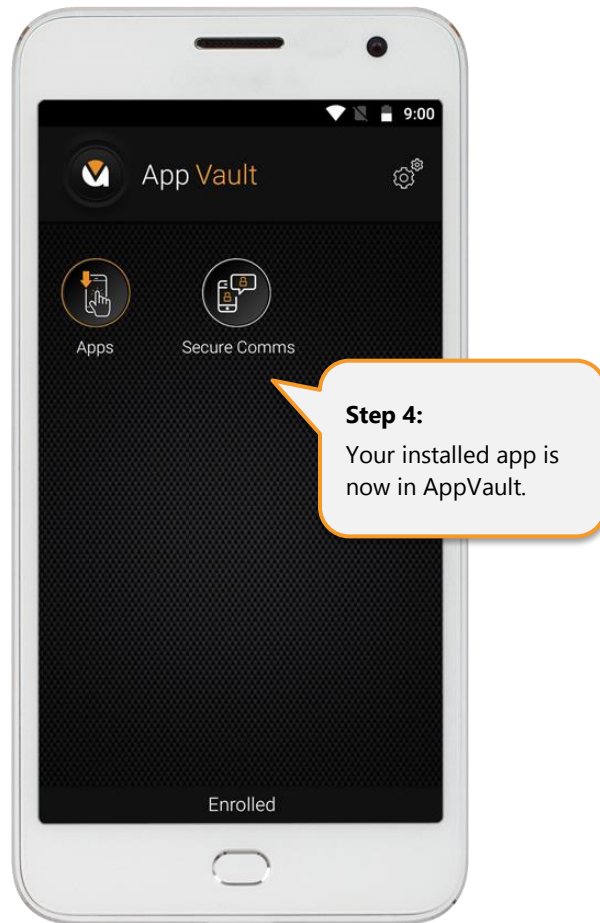 9:00
App Vault
Apps
Secure Comms
Step 4:
Your installed app is
now in AppVault.
Enrolled